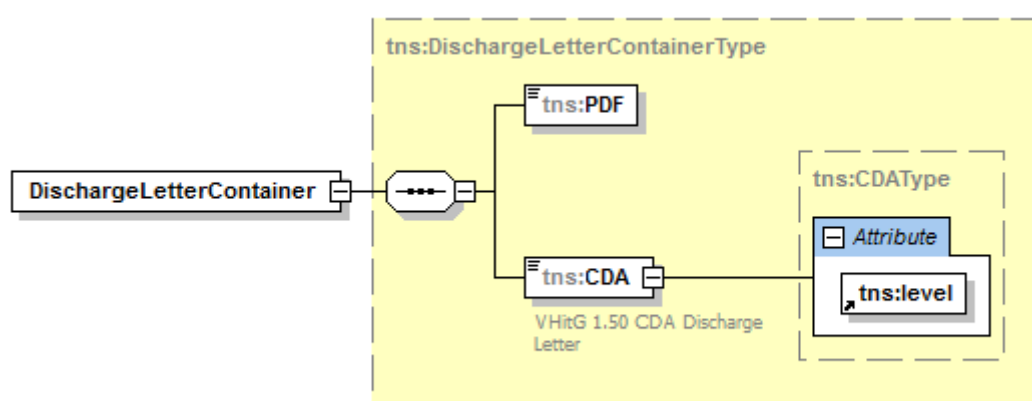 tns:DischargeLetterContainerType
tns:PDF
DischargeLetterContainer
tns:CDAType
Attribute
tns:CDA
tns:level
VHitG 1.50 CDA Discharge
Letter